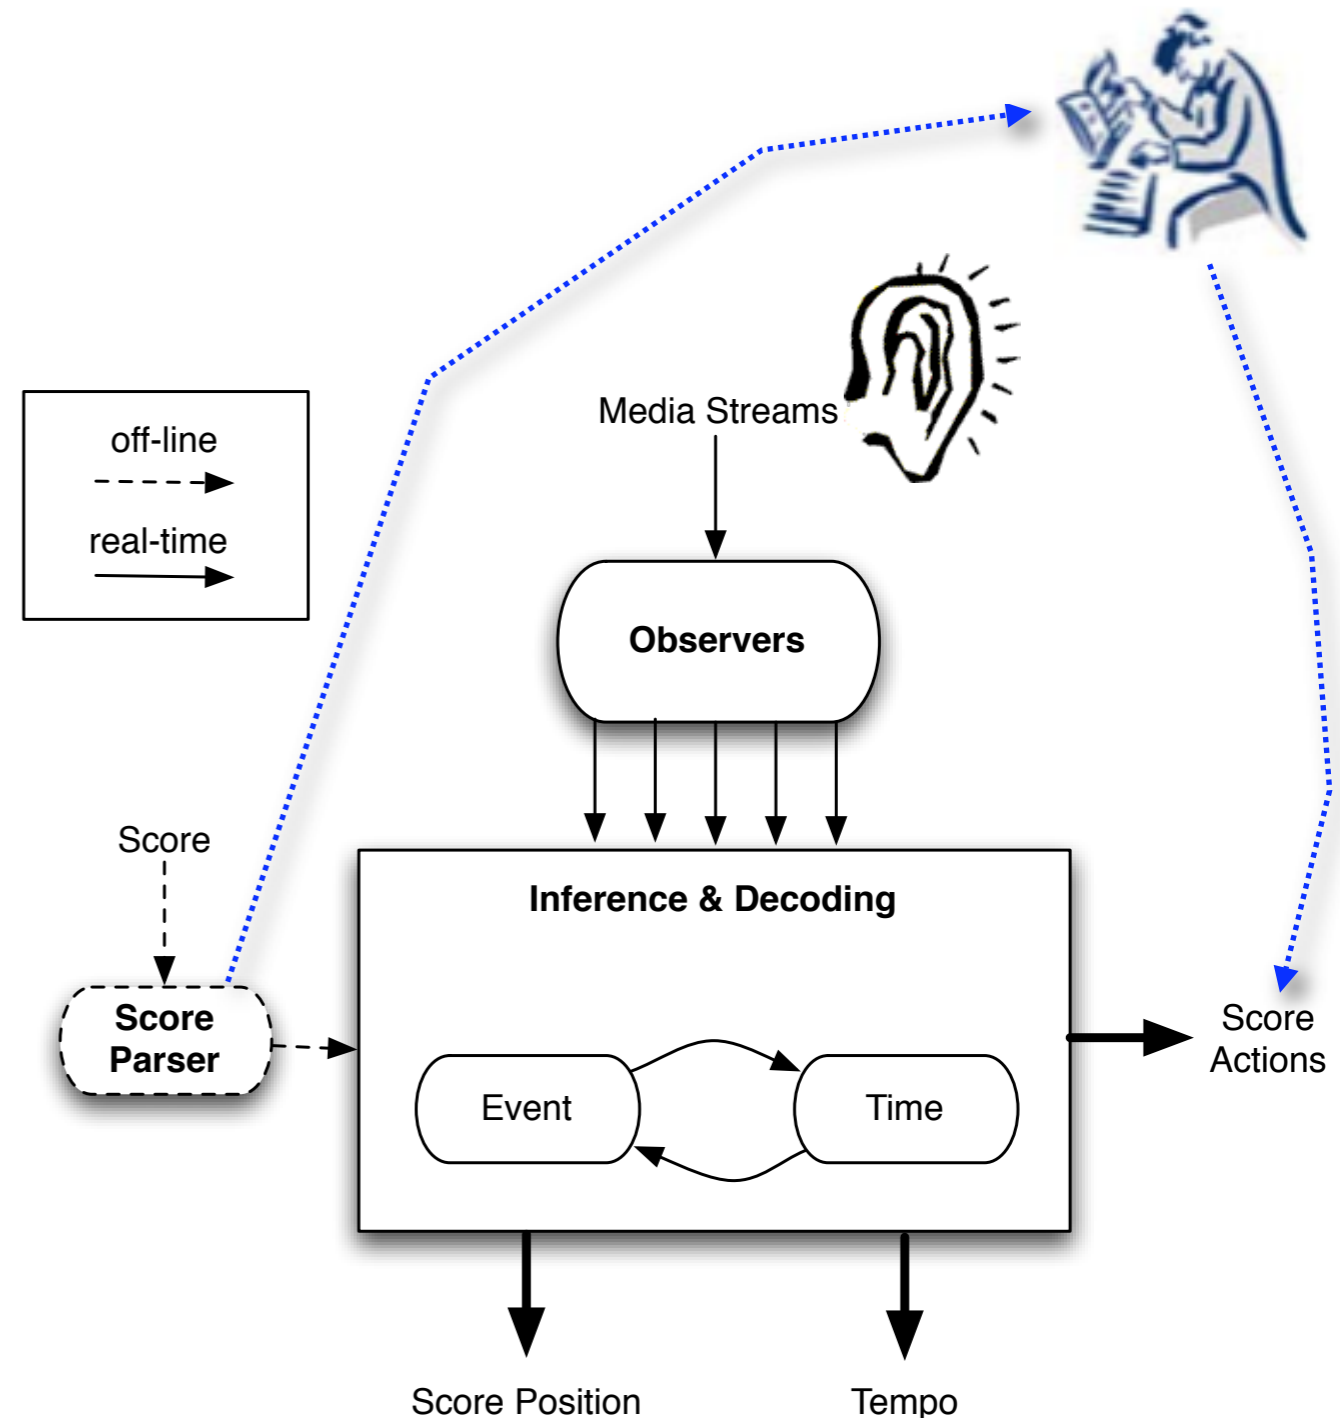 off-line
real-time
Media Streams
Observers
Score
Inference & Decoding
Score
Parser
Event
Time
Score
Actions
Score Position
Tempo